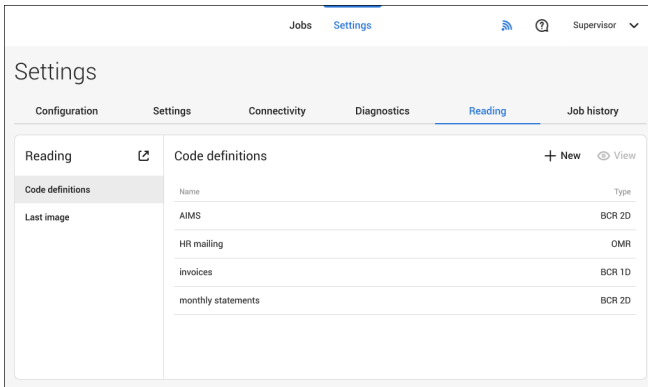 Jobs Settings Supervisor
Settings
Configuration Settings Connectivity Diagnostics Reading Job history
Reading Code definitions + New View
Code definitions Name Type
Last image AIMS BCR 2D
HR mailing OMR
invoices BCR 1D
monthly statements BCR 2D